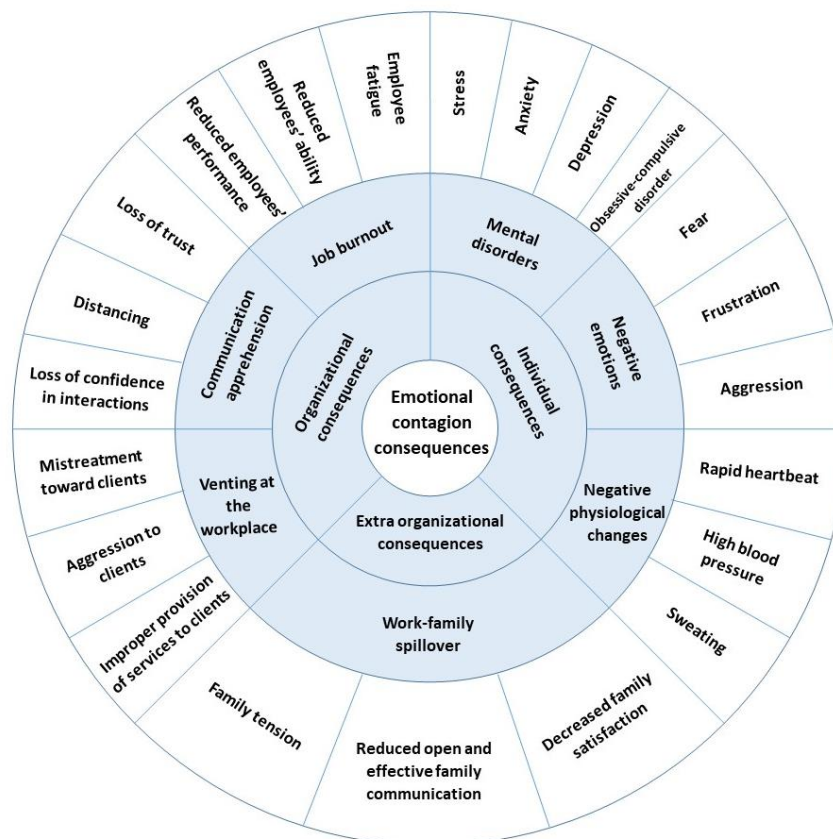 Emotional
contagion
consequences
Individual
consequences
Extra organizational
consequences
Organizational
consequences
Mental
disorders
Negative
emotions
Negative
physiological
changes
Work-family
spillover
Venting at
the
workplace
Communication
apprehension
Job burnout
Stress
Anxiety
Depression
Obsessive-compulsive
disorder
Fear
Frustration
Aggression
Rapid heartbeat
High blood
pressure
Sweating
Decreased family
satisfaction
Reduced open and
effective family
communication
Family tension
Improper provision
of services to clients
Aggression to
clients
Mistreatment
toward clients
Loss of confidence
in interactions
Distancing
Loss of trust
Reduced employees’
performance
Reduced
employees’ ability
Employee
fatigue